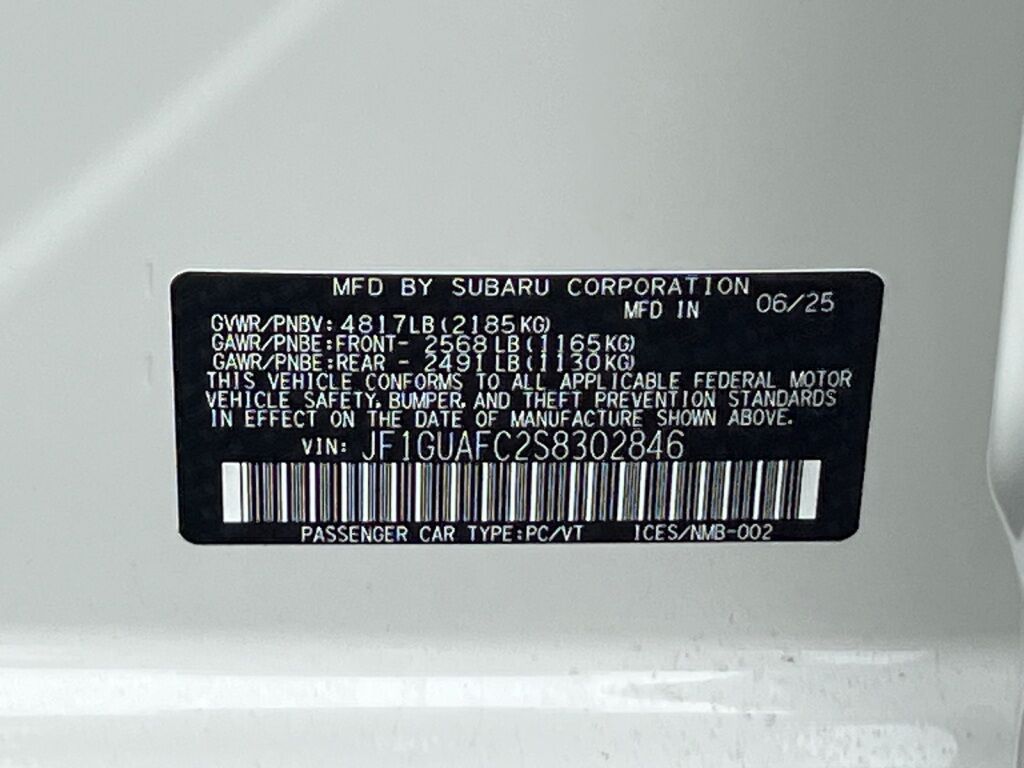 MFD BY SUBARU CORPORATION
MFD IN 06/25
GVWR/PNBV: 4817LB(2185KG)
GAWR/PNBE:FRONT- 2568LB(1165KG)
GAWR/PNBE:REAR - 2491LB(1130KG)
THIS VEHICLE CONFORMS TO ALL APPLICABLE FEDERAL MOTOR
VEHICLE SAFETY, BUMPER, AND THEFT PREVENTION STANDARDS
IN EFFECT ON THE DATE OF MANUFACTURE SHOWN ABOVE.
VIN: JF1GUAFC2S8302846
PASSENGER CAR TYPE:PC/VT ICES/NMB-002